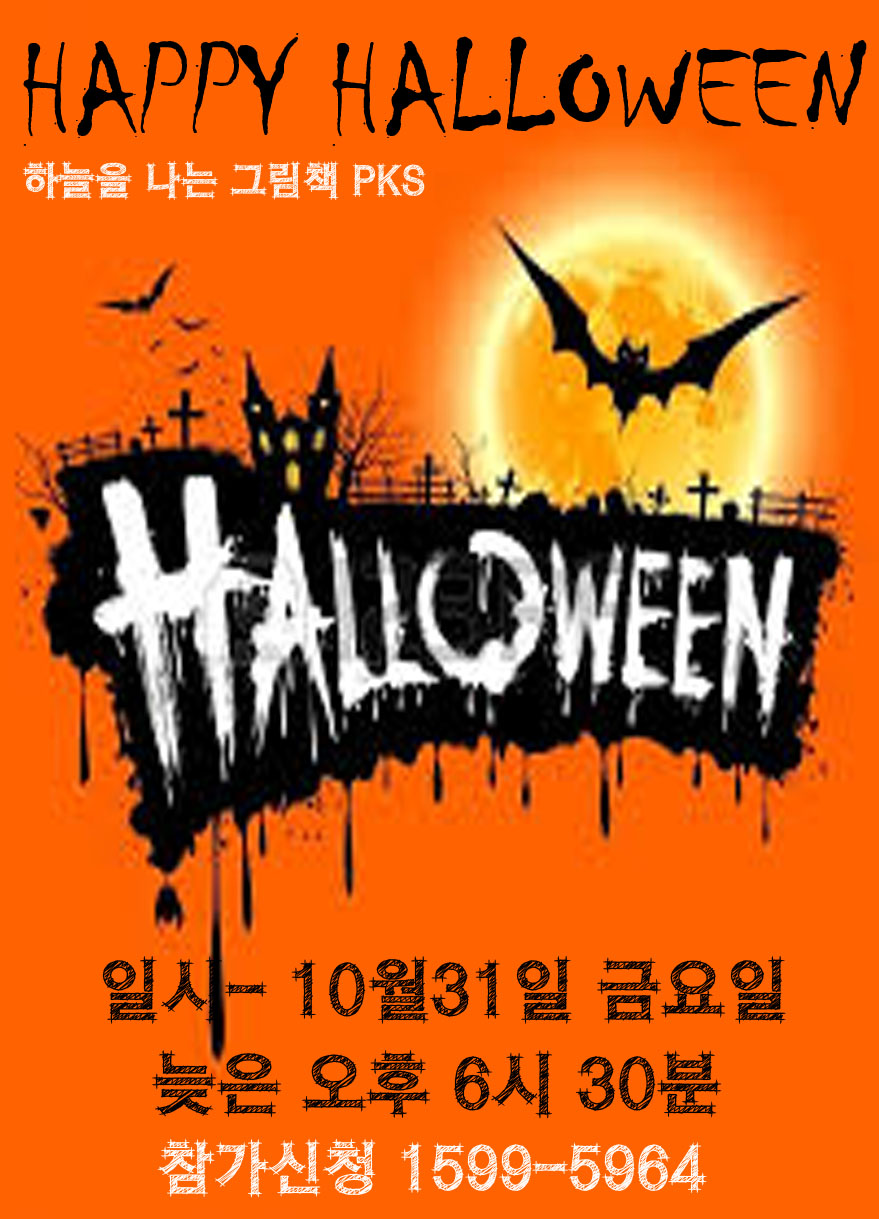 HAPPY HALLOWEEN
하늘을 나는 그림책 PKS
HALLOWEEN
일시- 10월31일 금요일
늦은 오후 6시 30분
참가신청 1599-5964